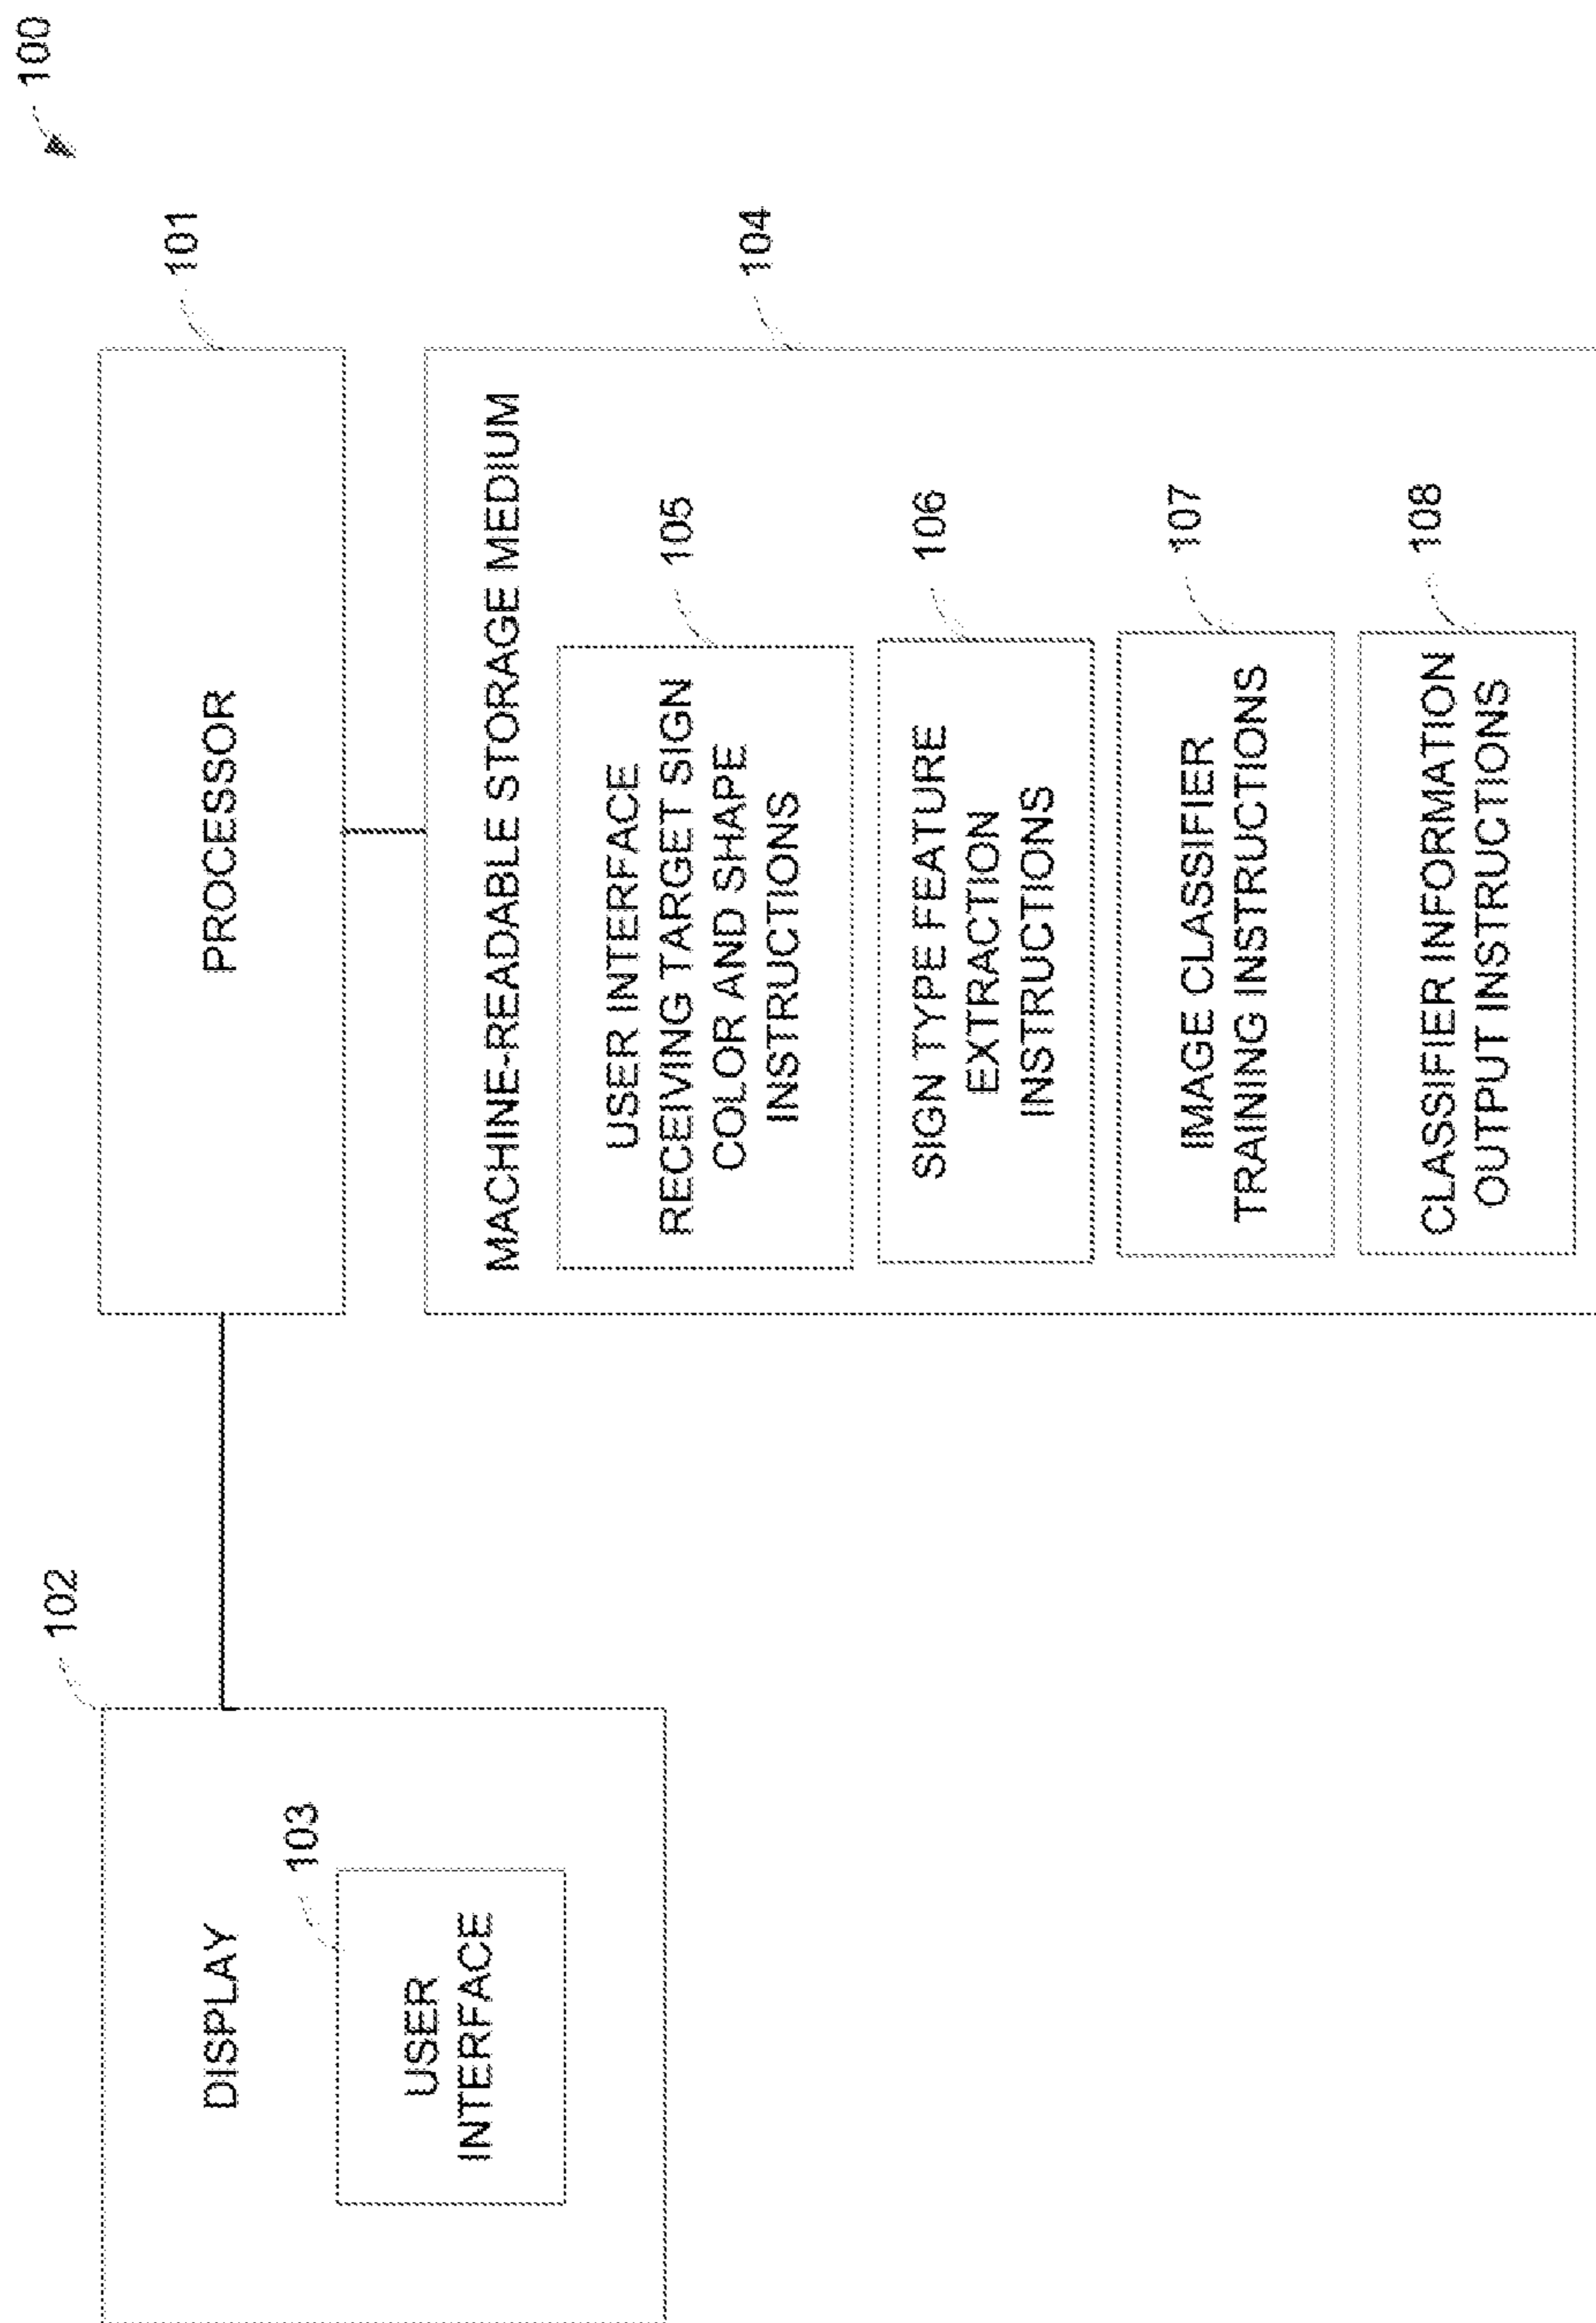 100
102
DISPLAY
103
USER
INTERFACE
101
PROCESSOR
104
MACHINE-READABLE STORAGE MEDIUM
105
USER INTERFACE
RECEIVING TARGET SIGN
COLOR AND SHAPE
INSTRUCTIONS
106
SIGN TYPE FEATURE
EXTRACTION
INSTRUCTIONS
107
IMAGE CLASSIFIER
TRAINING INSTRUCTIONS
108
CLASSIFIER INFORMATION
OUTPUT INSTRUCTIONS